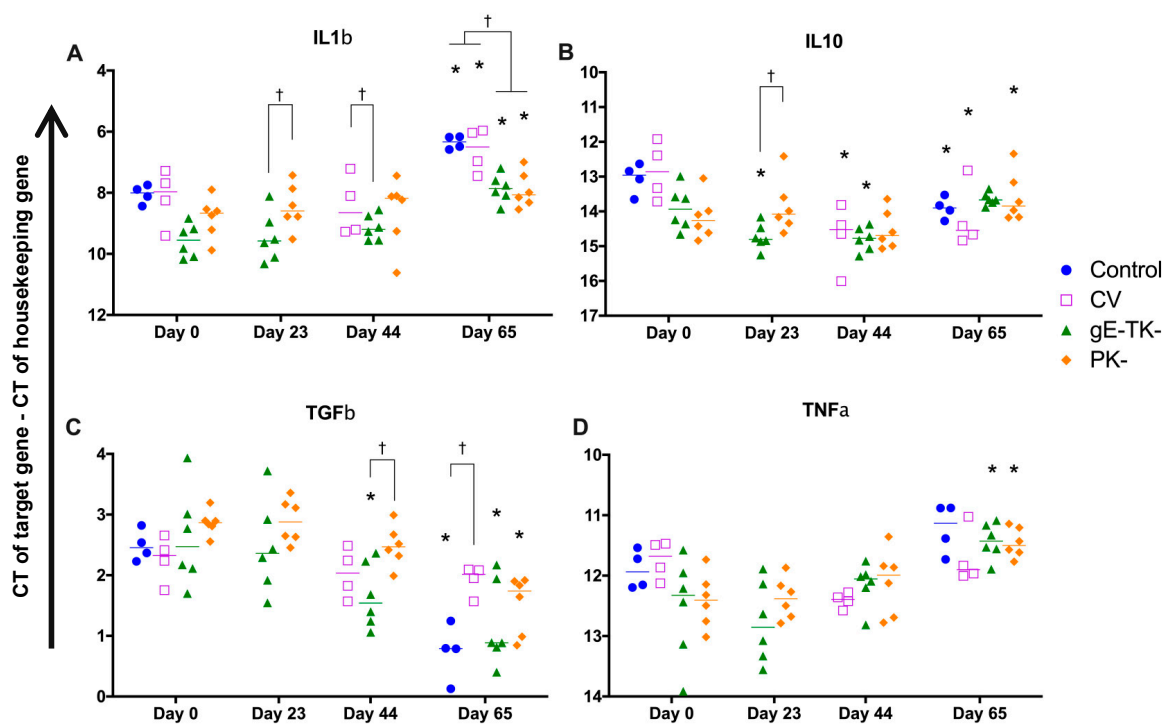 A
IL1b
†
4
6
8
10
12
* *
* *
†
†
Day 0 Day 23 Day 44 Day 65
B
IL10
†
10
11
12
13
14
15
16
17
* * * * * *
Day 0 Day 23 Day 44 Day 65
Control
CV
gE-TK-
PK-
CT of target gene - CT of housekeeping gene
C
TGFb
† †
4
3
2
1
0
* * * *
Day 0 Day 23 Day 44 Day 65
D
TNFa
10
11
12
13
14
* *
Day 0 Day 23 Day 44 Day 65